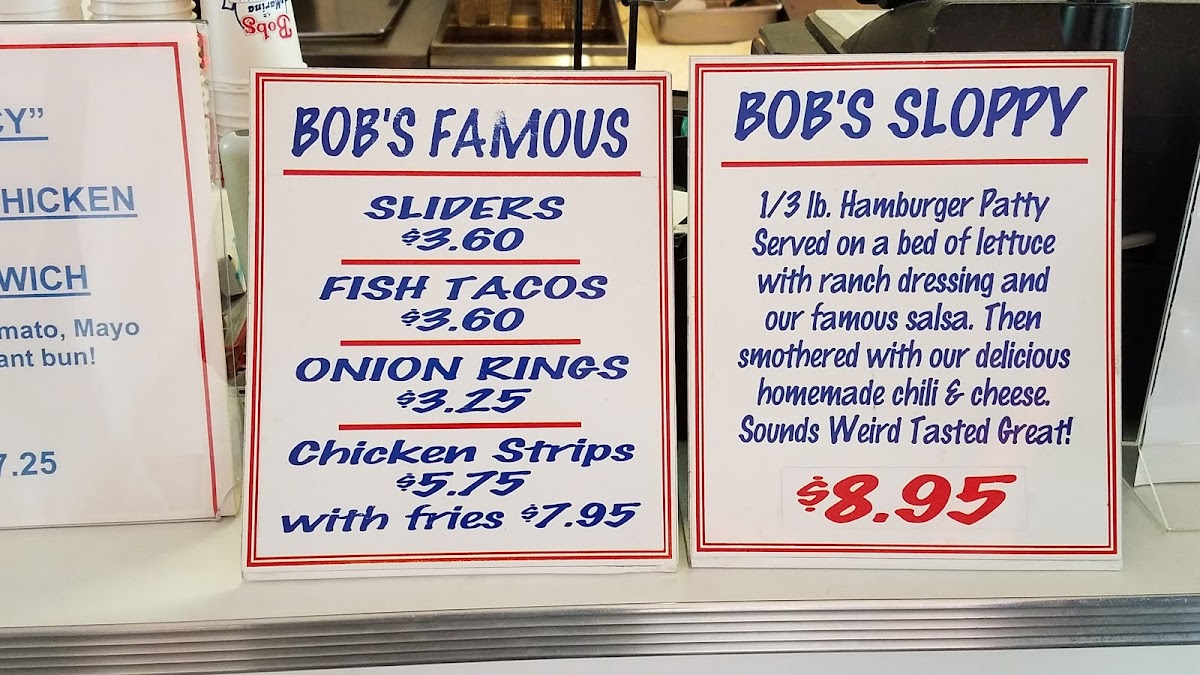 Bobs
Marina
CY”
HICKEN
WICH
mato, Mayo
ant bun!
7.25
BOB'S FAMOUS
SLIDERS
$3.60
FISH TACOS
$3.60
ONION RINGS
$3.25
Chicken Strips
$5.75
with fries $7.95
BOB'S SLOPPY
1/3 lb. Hamburger Patty
Served on a bed of lettuce
with ranch dressing and
our famous salsa. Then
smothered with our delicious
homemade chili & cheese.
Sounds Weird Tasted Great!
$8.95